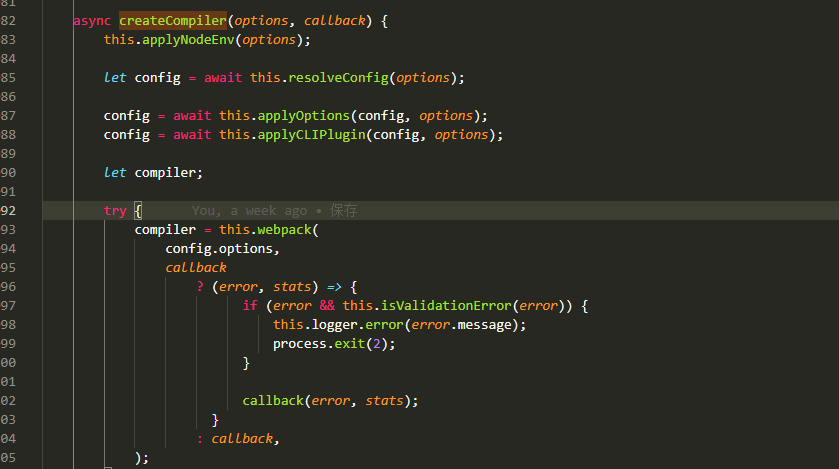 81
82 async createCompiler(options, callback) {
83 this.applyNodeEnv(options);
84
85 let config = await this.resolveConfig(options);
86
87 config = await this.applyOptions(config, options);
88 config = await this.applyCLIPlugin(config, options);
89
90 let compiler;
91
92 try { You, a week ago • 保存
93 compiler = this.webpack(
94 config.options,
95 callback
96 ? (error, stats) => {
97 if (error && this.isValidationError(error)) {
98 this.logger.error(error.message);
99 process.exit(2);
00 }
01
02 callback(error, stats);
03 }
04 : callback,
05 );